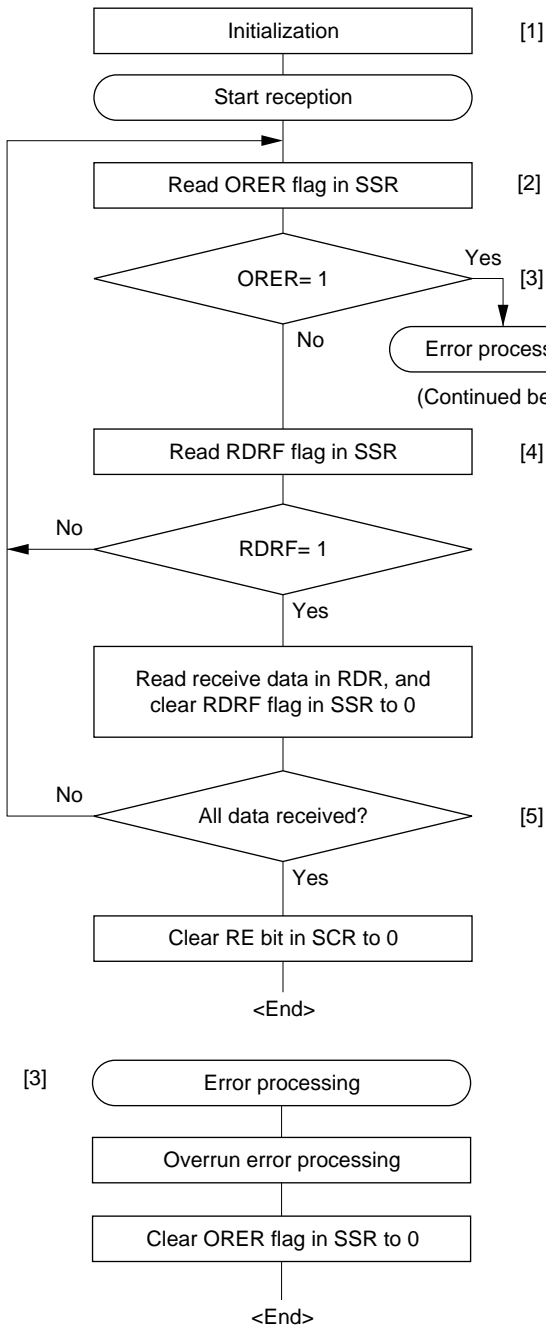 Initialization
[1]
Start reception
Read ORER flag in SSR
[2]
ORER= 1
Yes
[3]
No
Error process
(Continued be
Read RDRF flag in SSR
[4]
No
RDRF= 1
Yes
Read receive data in RDR, and
clear RDRF flag in SSR to 0
No
All data received?
[5]
Yes
Clear RE bit in SCR to 0
<End>
[3]
Error processing
Overrun error processing
Clear ORER flag in SSR to 0
<End>